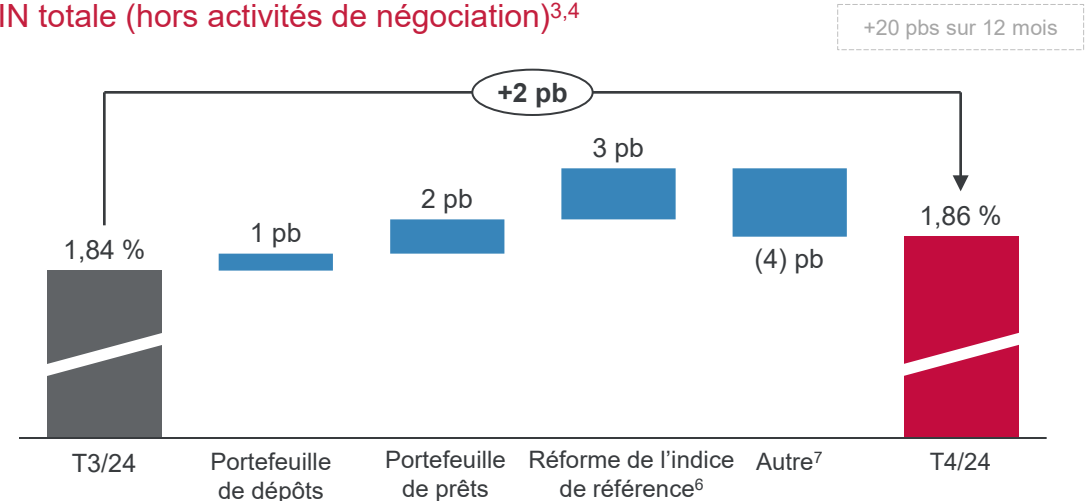 IN totale (hors activités de négociation)3,4
+20 pbs sur 12 mois
+2 pb
3 pb
2 pb
1 pb
1,84 %
1,86 %
(4) pb
T3/24
Portefeuille
de dépôts
Portefeuille
de prêts
Réforme de l’indice
de référence6
Autre7
T4/24